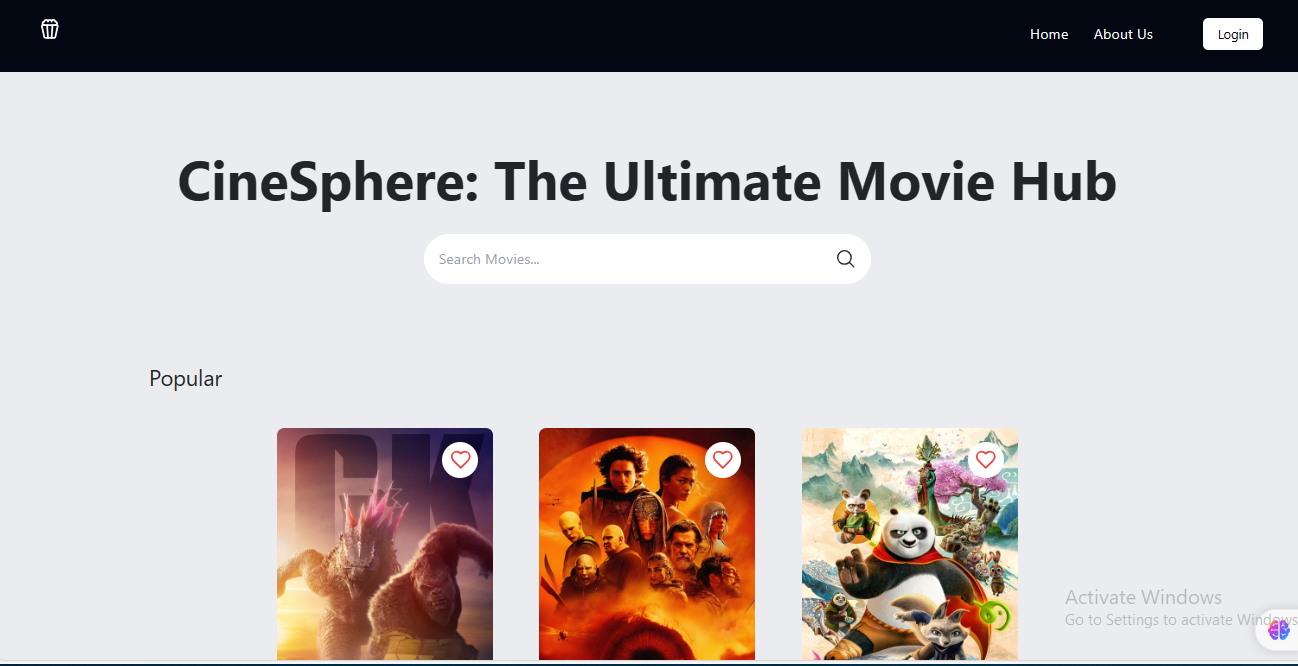 Home About Us Login
CineSphere: The Ultimate Movie Hub
Search Movies...
Popular
GK
Activate Windows
Go to Settings to activate Windows